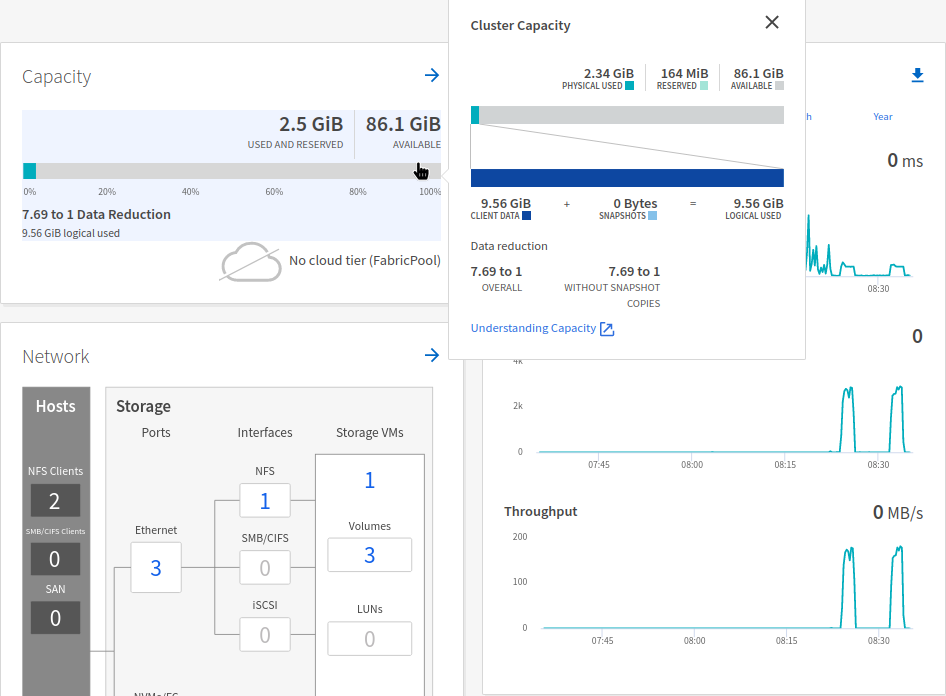 Capacity
2.5 GiB
USED AND RESERVED
86.1 GiB
AVAILABLE
0% 20% 40% 60% 80% 100%
7.69 to 1 Data Reduction
9.56 GiB logical used
No cloud tier (FabricPool)
Cluster Capacity
2.34 GiB
PHYSICAL USED
164 MiB
RESERVED
86.1 GiB
AVAILABLE
9.56 GiB
CLIENT DATA
+
0 Bytes
SNAPSHOTS
=
9.56 GiB
LOGICAL USED
Data reduction
7.69 to 1
OVERALL
7.69 to 1
WITHOUT SNAPSHOT
COPIES
Understanding Capacity
Year
0 ms
08:30
0
4k
2k
0
07:45 08:00 08:15 08:30
Throughput
0 MB/s
200
100
0
07:45 08:00 08:15 08:30
Network
Hosts
NFS Clients
2
SMB/CIFS Clients
0
SAN
0
Storage
Ports
Interfaces
Storage VMs
Ethernet
3
NFS
1
SMB/CIFS
0
iSCSI
0
1
Volumes
3
LUNs
0